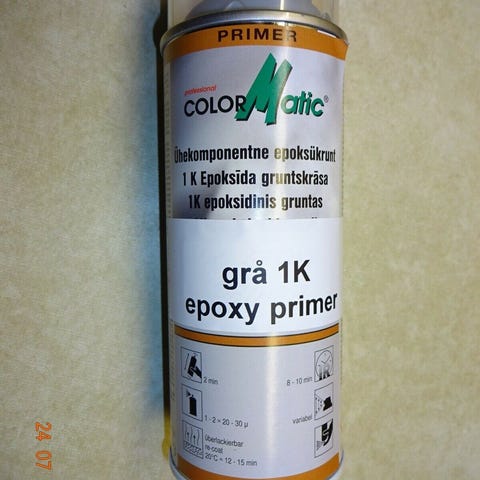 PRIMER
professional
COLORMatic®
Ühekomponentne epoksükrunt
1 K Epoksīda gruntskrāsa
1K epoksidinis gruntas
grå 1K
epoxy primer
2 min
8 - 10 min
1 - 2 × = 20 - 30 µ
variabel
überlackierbar
re-coat
20°C = 12 - 15 min
24 07